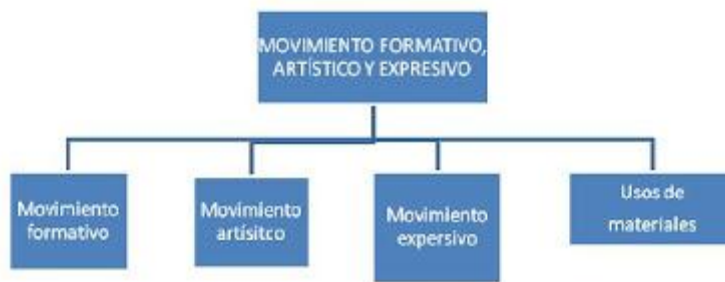 MOVIMIENTO FORMATIVO,
ARTÍSTICO Y EXPRESIVO
Movimiento
formativo
Movimiento
artísitco
Movimiento
expersivo
Usos de
materiales